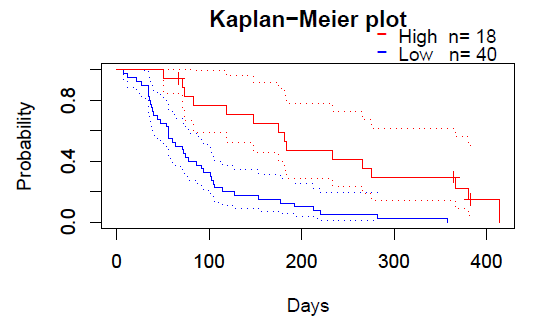 Kaplan−Meier plot
High n= 18
Low n= 40
Probability
0.8
0.4
0.0
0 100 200 300 400
Days